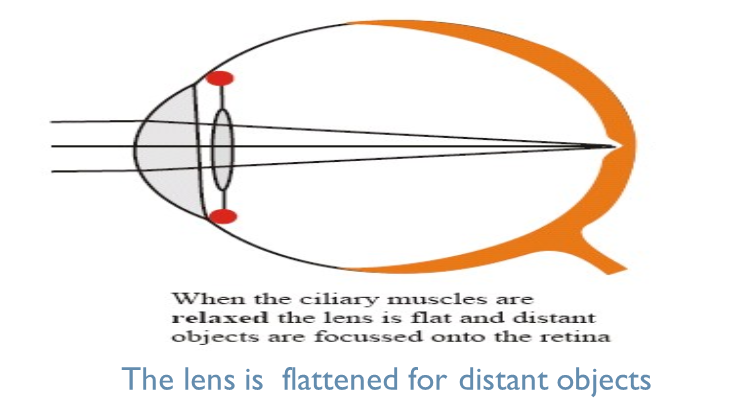 When the ciliary muscles are
relaxed the lens is flat and distant
objects are focussed onto the retina
The lens is flattened for distant objects